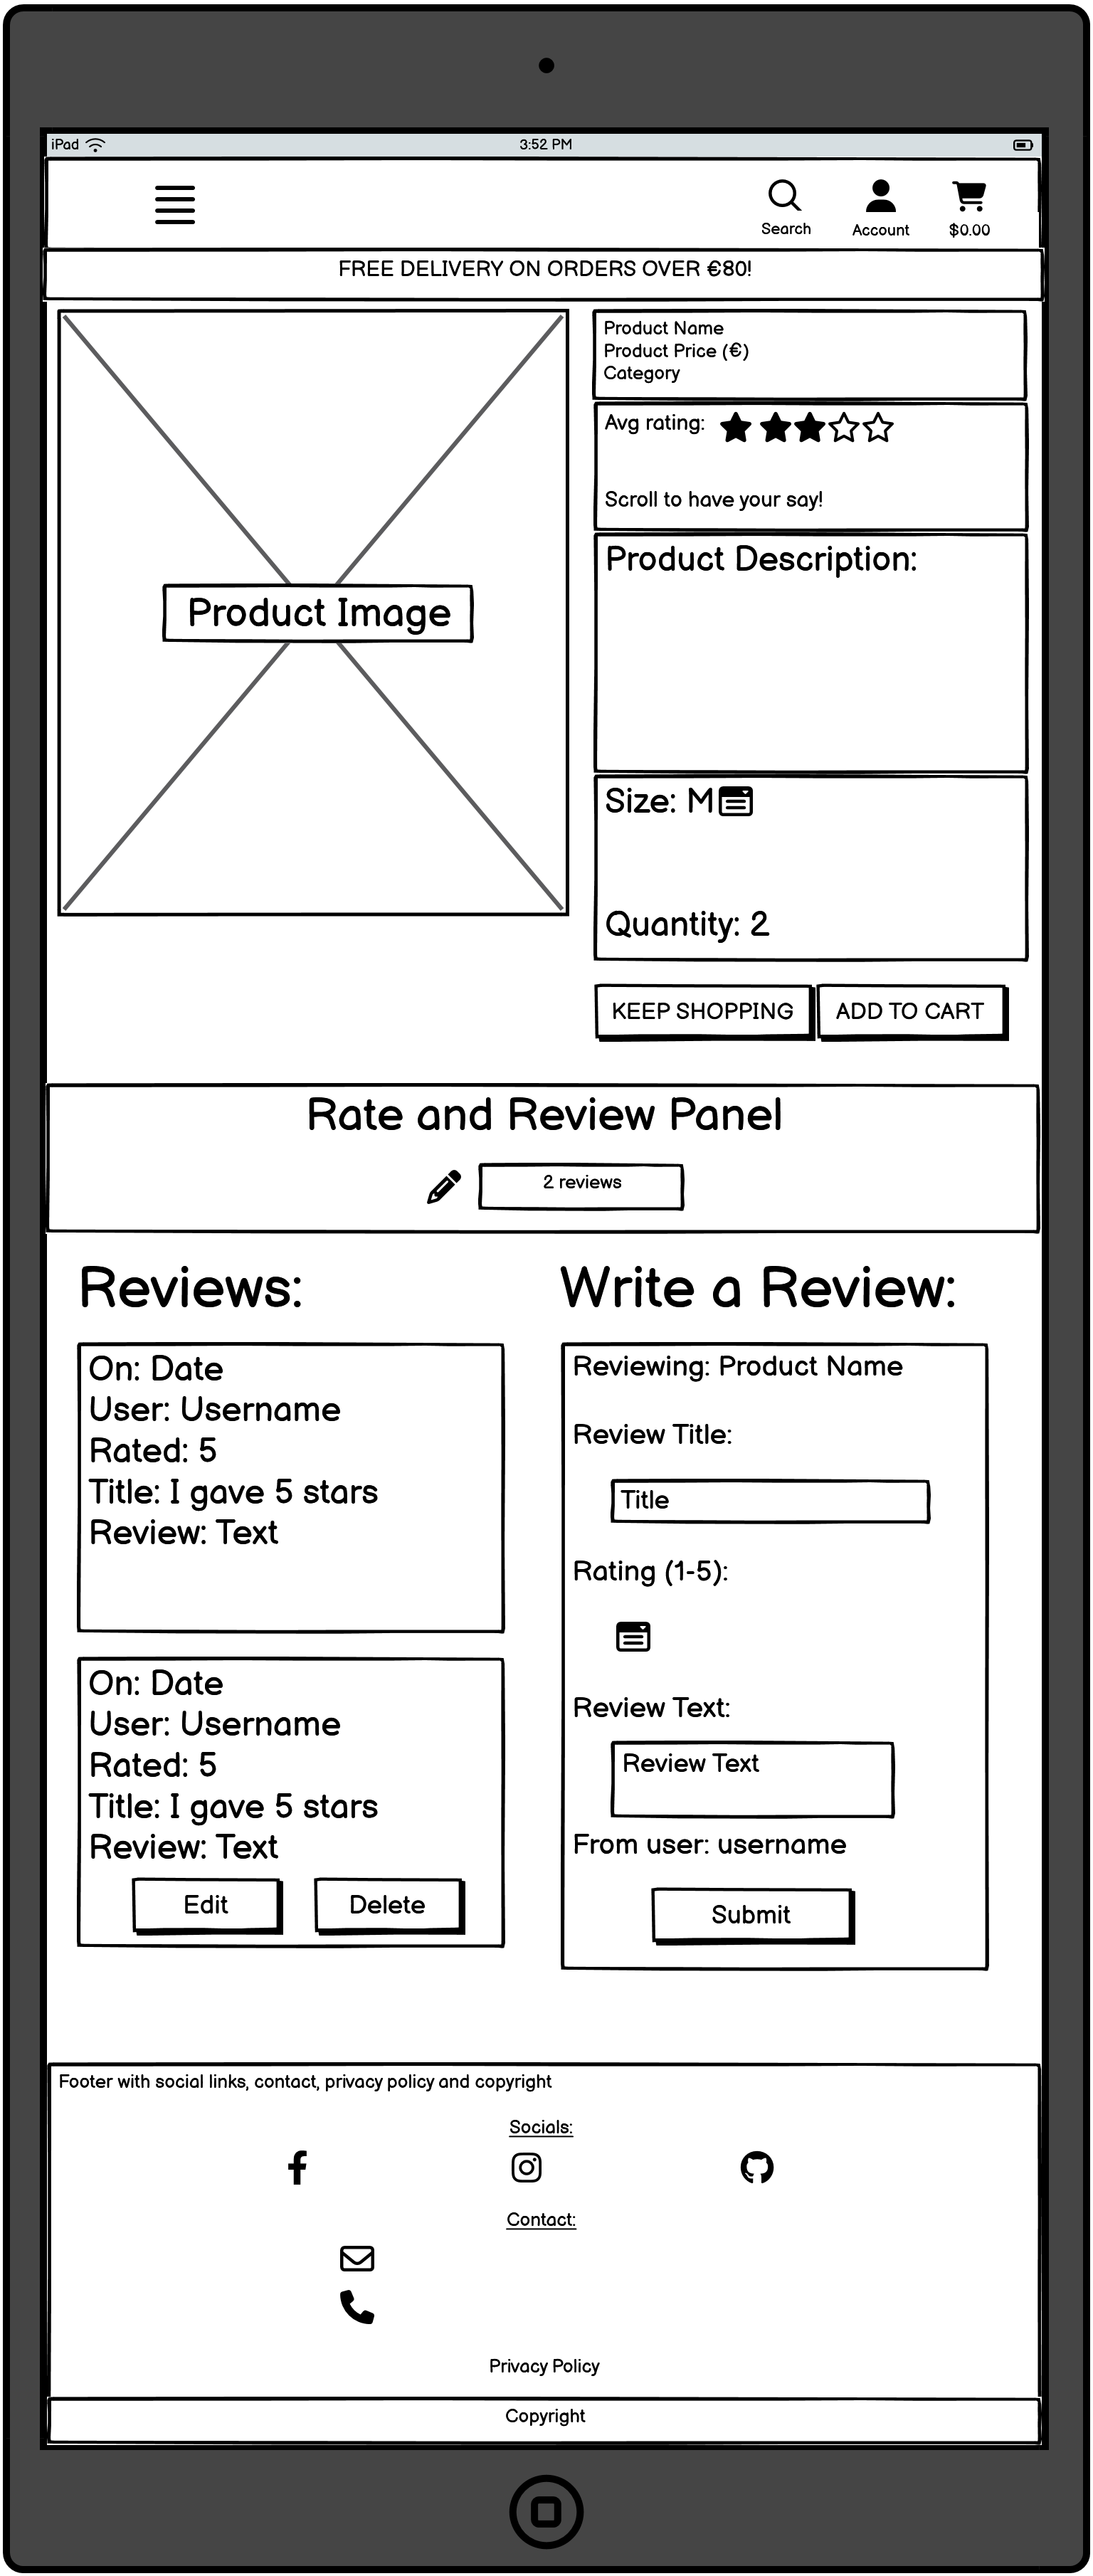 iPad
3:52 PM
Search
Account
$0.00
FREE DELIVERY ON ORDERS OVER €80!
Product Image
Product Name
Product Price (€)
Category
Avg rating:
Scroll to have your say!
Product Description:
Size: M
Quantity: 2
KEEP SHOPPING
ADD TO CART
Rate and Review Panel
2 reviews
Reviews:
On: Date
User: Username
Rated: 5
Title: I gave 5 stars
Review: Text
On: Date
User: Username
Rated: 5
Title: I gave 5 stars
Review: Text
Edit
Delete
Write a Review:
Reviewing: Product Name
Review Title:
Title
Rating (1-5):
Review Text:
Review Text
From user: username
Submit
Footer with social links, contact, privacy policy and copyright
Socials:
Contact:
Privacy Policy
Copyright